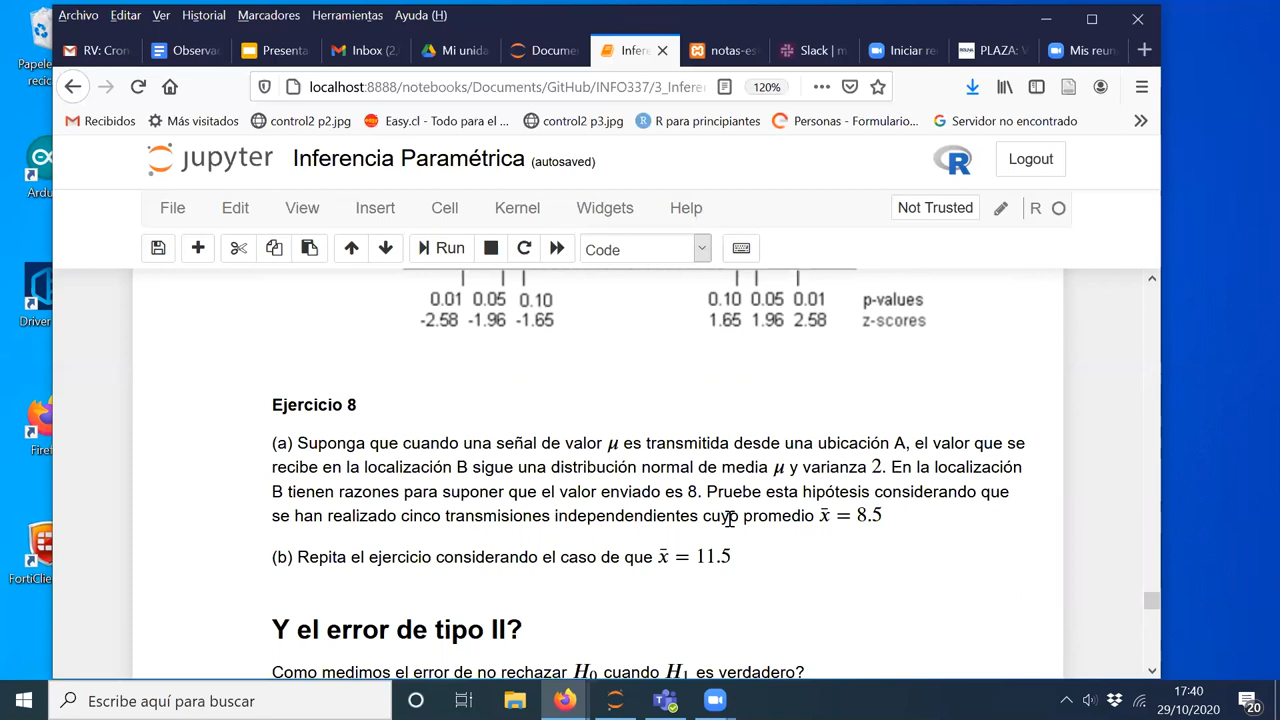 Papele
recic
Ardu
Driver
Firef
FortiClie
Archivo Editar Ver Historial Marcadores Herramientas Ayuda (H)
RV: Cron Observac Presenta Inbox (2, Mi unida Docume Infere notas-es Slack | m Iniciar re PLAZA: V Mis reun
localhost:8888/notebooks/Documents/GitHub/INFO337/3_Infere 120%
Recibidos Más visitados control2 p2.jpg Easy.cl - Todo para el ... control2 p3.jpg R para principiantes Personas - Formulario... Servidor no encontrado
jupyter Inferencia Paramétrica (autosaved) R Logout
File Edit View Insert Cell Kernel Widgets Help Not Trusted R
Run Code
0.01 0.05 0.10 0.10 0.05 0.01 p-values
-2.58 -1.96 -1.65 1.65 1.96 2.58 z-scores
Ejercicio 8
(a) Suponga que cuando una señal de valor μ es transmitida desde una ubicación A, el valor que se
recibe en la localización B sigue una distribución normal de media μ y varianza 2. En la localización
B tienen razones para suponer que el valor enviado es 8. Pruebe esta hipótesis considerando que
se han realizado cinco transmisiones independendientes cuyo promedio x̄ = 8.5
(b) Repita el ejercicio considerando el caso de que x̄ = 11.5
Y el error de tipo II?
Como medimos el error de no rechazar H₀ cuando H₁ es verdadero?
Escribe aquí para buscar
17:40
29/10/2020
20